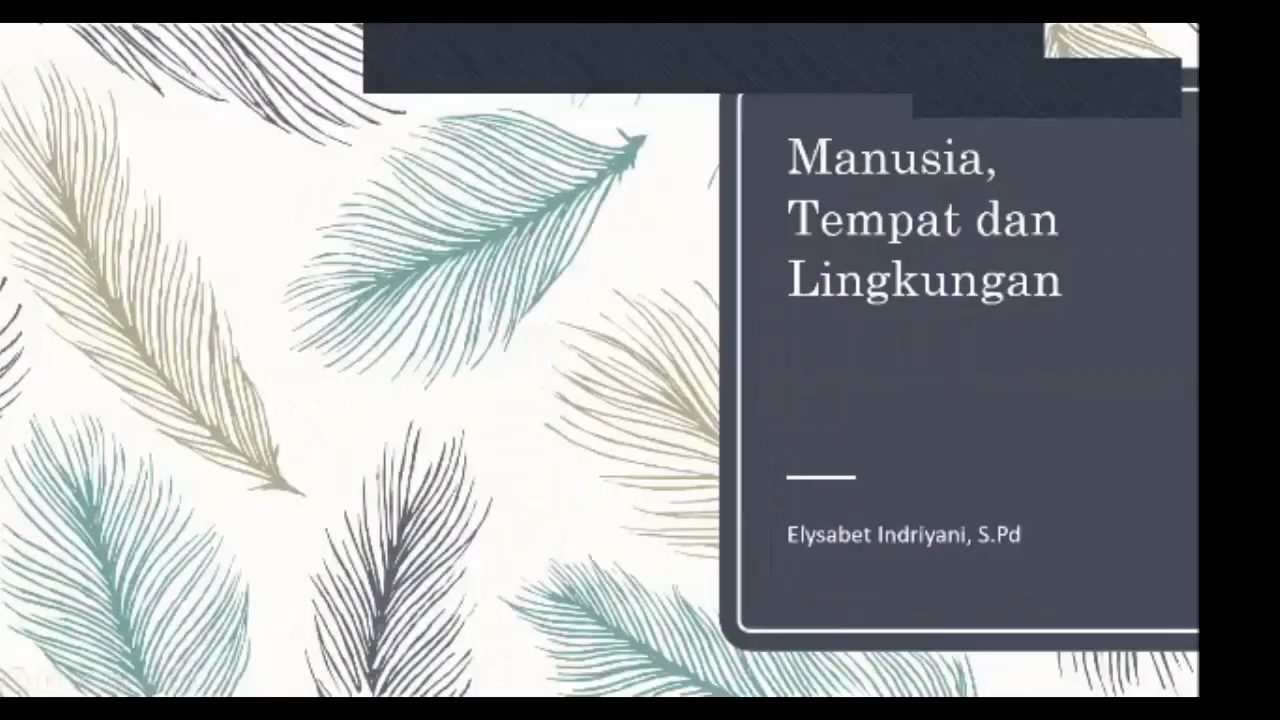 Manusia,
Tempat dan
Lingkungan
Elysabet Indriyani, S.Pd